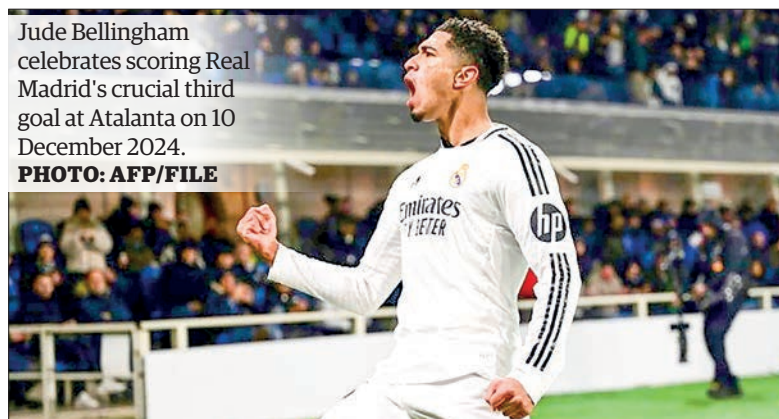 Jude Bellingham
celebrates scoring Real
Madrid's crucial third
goal at Atalanta on 10
December 2024.
PHOTO: AFP/FILE
Emirates
FLY BETTER
hp